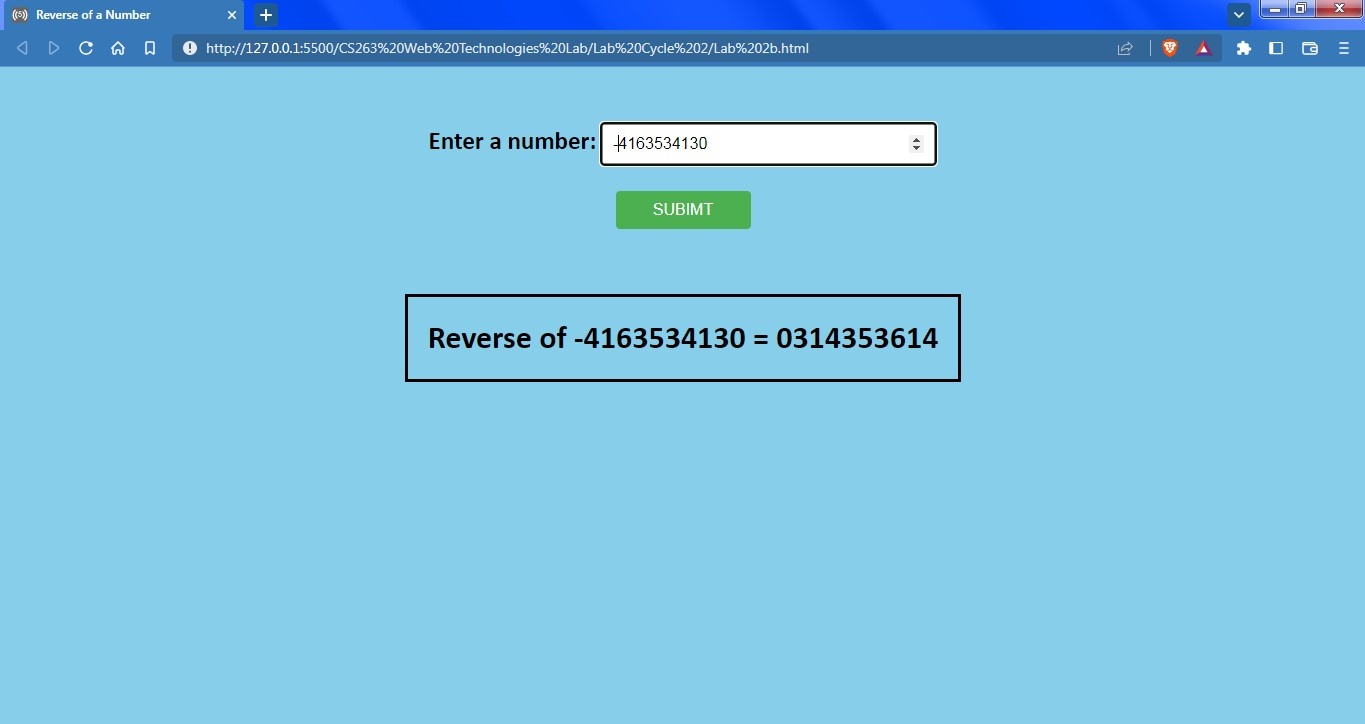 Reverse of a Number
http://127.0.0.1:5500/CS263%20Web%20Technologies%20Lab/Lab%20Cycle%202/Lab%202b.html
Enter a number: -4163534130
SUBIMT
Reverse of -4163534130 = 0314353614